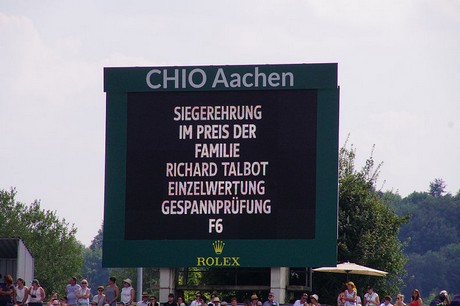 CHIO Aachen
SIEGEREHRUNG
IM PREIS DER
FAMILIE
RICHARD TALBOT
EINZELWERTUNG
GESPANNPRÜFUNG
F6
ROLEX